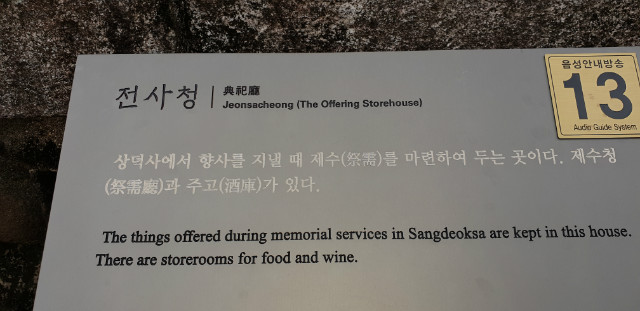 전사청 | 典祀廳
Jeonsacheong (The Offering Storehouse)
음성안내방송
13
Audio Guide System
상덕사에서 향사를 지낼 때 제수(祭需)를 마련하여 두는 곳이다. 제수청
(祭需廳)과 주고(酒庫)가 있다.
The things offered during memorial services in Sangdeoksa are kept in this house.
There are storerooms for food and wine.